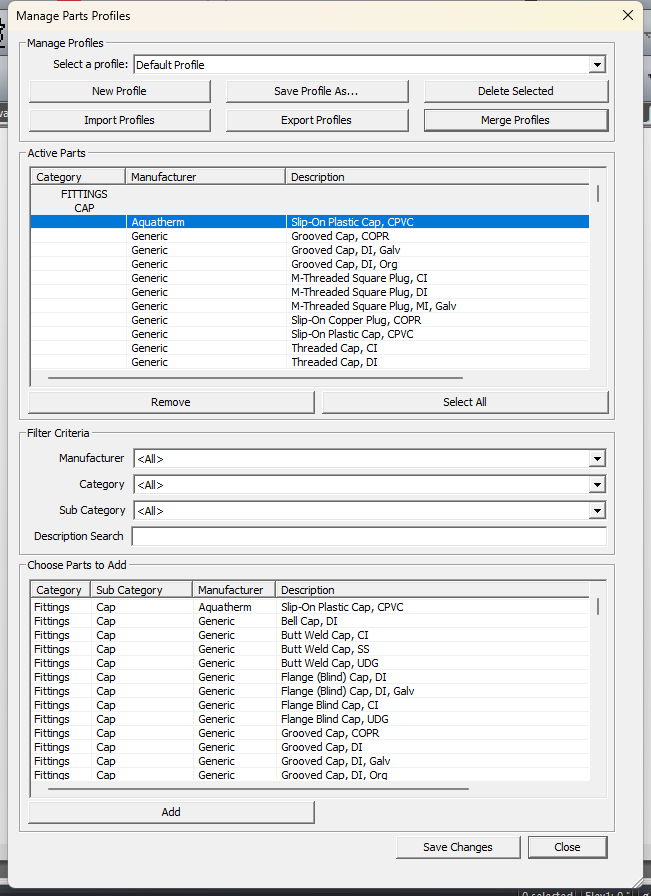 Manage Parts Profiles
Manage Profiles
Select a profile: Default Profile
New Profile Save Profile As... Delete Selected
Import Profiles Export Profiles Merge Profiles
Active Parts
Category Manufacturer Description
FITTINGS
CAP
Aquatherm Slip-On Plastic Cap, CPVC
Generic Grooved Cap, COPR
Generic Grooved Cap, DI, Galv
Generic Grooved Cap, DI, Org
Generic M-Threaded Square Plug, CI
Generic M-Threaded Square Plug, DI
Generic M-Threaded Square Plug, MI, Galv
Generic Slip-On Copper Plug, COPR
Generic Slip-On Plastic Cap, CPVC
Generic Threaded Cap, CI
Generic Threaded Cap, DI
Remove Select All
Filter Criteria
Manufacturer <All>
Category <All>
Sub Category <All>
Description Search
Choose Parts to Add
Category Sub Category Manufacturer Description
Fittings Cap Aquatherm Slip-On Plastic Cap, CPVC
Fittings Cap Generic Bell Cap, DI
Fittings Cap Generic Butt Weld Cap, CI
Fittings Cap Generic Butt Weld Cap, SS
Fittings Cap Generic Butt Weld Cap, UDG
Fittings Cap Generic Flange (Blind) Cap, DI
Fittings Cap Generic Flange (Blind) Cap, DI, Galv
Fittings Cap Generic Flange Blind Cap, CI
Fittings Cap Generic Flange Blind Cap, UDG
Fittings Cap Generic Grooved Cap, COPR
Fittings Cap Generic Grooved Cap, DI
Fittings Cap Generic Grooved Cap, DI, Galv
Fittings Cap Generic Grooved Cap, DI, Org
Add
Save Changes Close